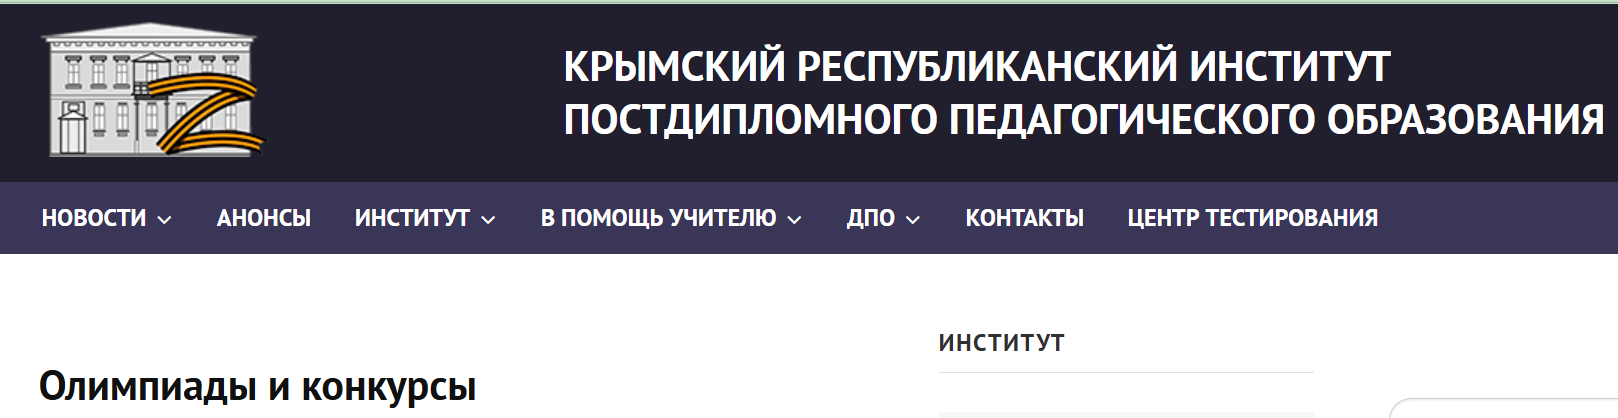 КРЫМСКИЙ РЕСПУБЛИКАНСКИЙ ИНСТИТУТ
ПОСТДИПЛОМНОГО ПЕДАГОГИЧЕСКОГО ОБРАЗОВАНИЯ
НОВОСТИ АНОНСЫ ИНСТИТУТ В ПОМОЩЬ УЧИТЕЛЮ ДПО КОНТАКТЫ ЦЕНТР ТЕСТИРОВАНИЯ
Олимпиады и конкурсы
ИНСТИТУТ